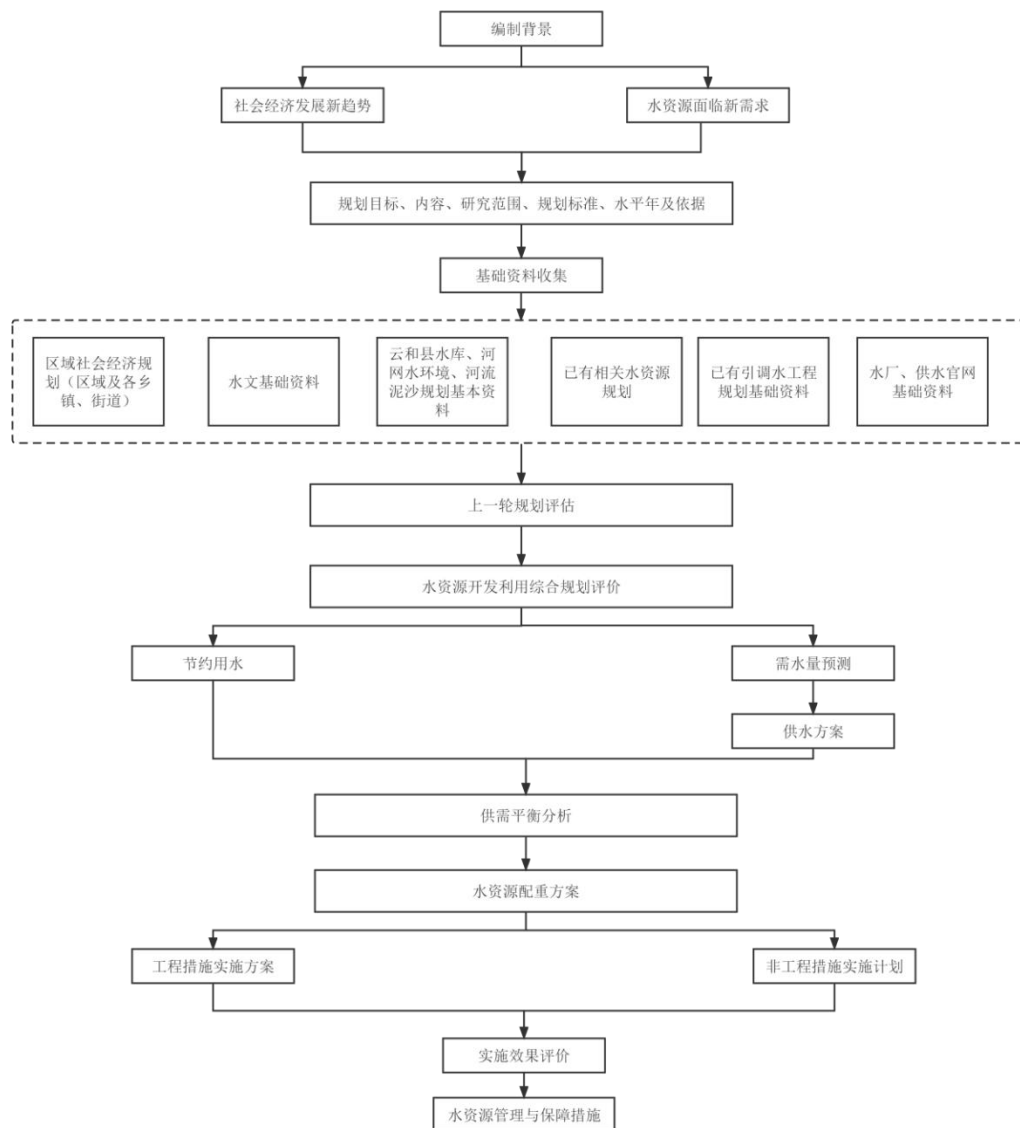 编制背景
社会经济发展新趋势
水资源面临新需求
规划目标、内容、研究范围、规划标准、水平年及依据
基础资料收集
区域社会经济规
划（区域及各乡
镇、街道）
水文基础资料
云和县水库、河
网水环境、河流
泥沙规划基本资
料
已有相关水资源
规划
已有引调水工程
规划基础资料
水厂、供水官网
基础资料
上一轮规划评估
水资源开发利用综合规划评价
节约用水
需水量预测
供水方案
供需平衡分析
水资源配重方案
工程措施实施方案
非工程措施实施计划
实施效果评价
水资源管理与保障措施